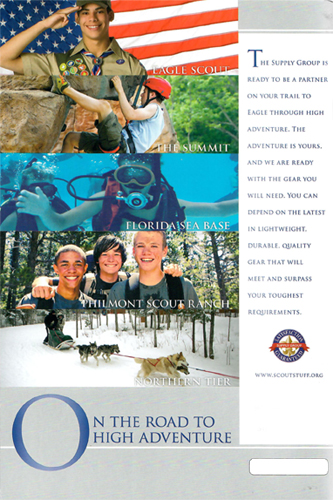 EAGLE SCOUT
THE SUMMIT
FLORIDA SEA BASE
PHILMONT SCOUT RANCH
NORTHERN TIER
THE SUPPLY GROUP IS
READY TO BE A PARTNER
ON YOUR TRAIL TO
EAGLE THROUGH HIGH
ADVENTURE. THE
ADVENTURE IS YOURS,
AND WE ARE READY
WITH THE GEAR YOU
WILL NEED. YOU CAN
DEPEND ON THE LATEST
IN LIGHTWEIGHT,
DURABLE, QUALITY
GEAR THAT WILL
MEET AND SURPASS
YOUR TOUGHEST
REQUIREMENTS.
SATISFACTION
GUARANTEED
WWW.SCOUTSTUFF.ORG
ON THE ROAD TO
HIGH ADVENTURE